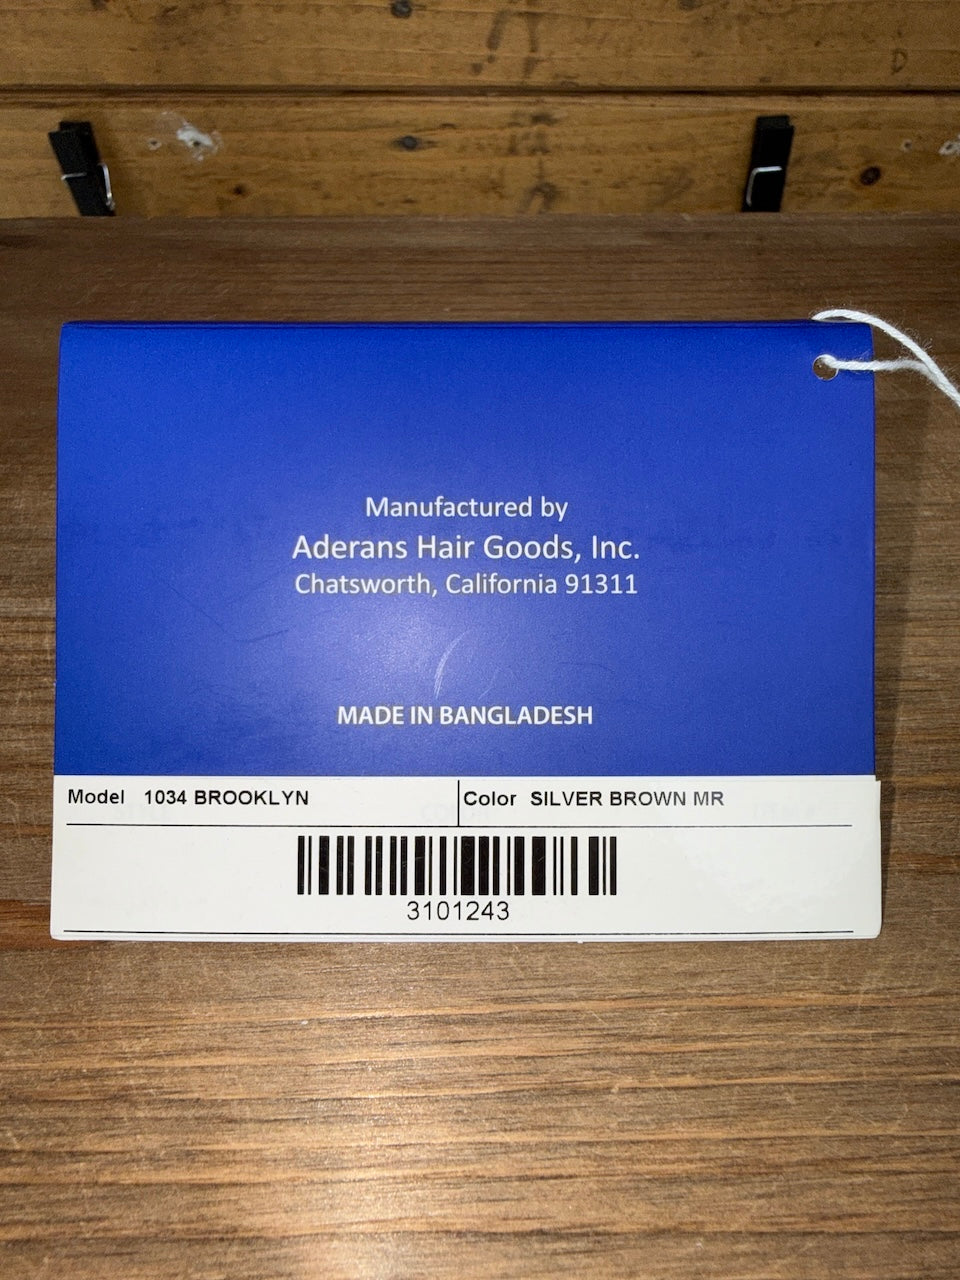 Manufactured by
Aderans Hair Goods, Inc.
Chatsworth, California 91311
MADE IN BANGLADESH
Model 1034 BROOKLYN Color SILVER BROWN MR
3101243